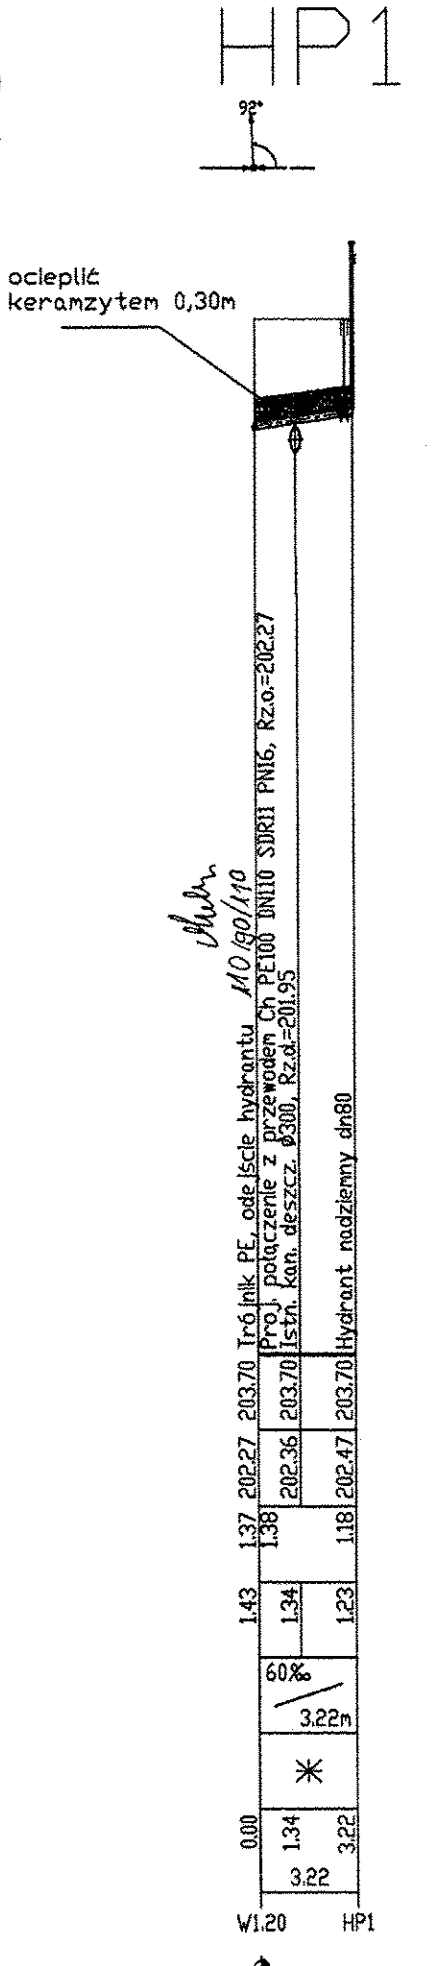 HP1
92°
ocieplić
keramzytem 0,30m
110/90/110
203.70 Trójnik PE, odejście hydrantu
Proj. połączenie z przewodem Ch PE100 DN110 SDR11 PN16, Rz.o.=202.27
203.70 Istn. kan. deszcz. ø300, Rz.d.=201.95
203.70 Hydrant nadziemny dn80
202.27
202.36
202.47
1.37
1.38
1.18
1.43
1.34
1.23
60‰
3.22m
0.00
1.34
3.22
3.22
W1.20 HP1